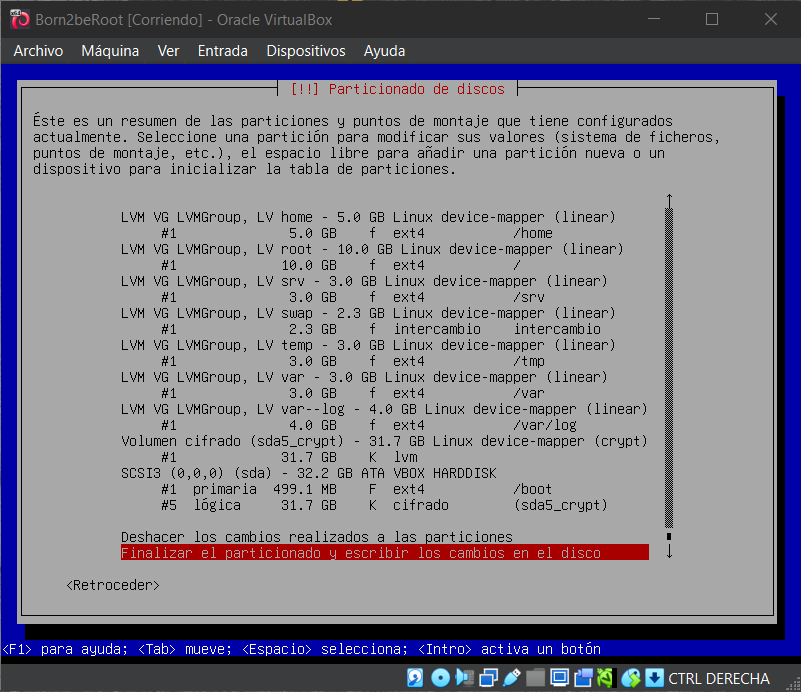 Born2beRoot [Corriendo] - Oracle VirtualBox
Archivo Máquina Ver Entrada Dispositivos Ayuda
[!!] Particionado de discos
Éste es un resumen de las particiones y puntos de montaje que tiene configurados
actualmente. Seleccione una partición para modificar sus valores (sistema de ficheros,
puntos de montaje, etc.), el espacio libre para añadir una partición nueva o un
dispositivo para inicializar la tabla de particiones.
LVM VG LVMGroup, LV home - 5.0 GB Linux device-mapper (linear)
#1 5.0 GB f ext4 /home
LVM VG LVMGroup, LV root - 10.0 GB Linux device-mapper (linear)
#1 10.0 GB f ext4 /
LVM VG LVMGroup, LV srv - 3.0 GB Linux device-mapper (linear)
#1 3.0 GB f ext4 /srv
LVM VG LVMGroup, LV swap - 2.3 GB Linux device-mapper (linear)
#1 2.3 GB f intercambio intercambio
LVM VG LVMGroup, LV temp - 3.0 GB Linux device-mapper (linear)
#1 3.0 GB f ext4 /tmp
LVM VG LVMGroup, LV var - 3.0 GB Linux device-mapper (linear)
#1 3.0 GB f ext4 /var
LVM VG LVMGroup, LV var--log - 4.0 GB Linux device-mapper (linear)
#1 4.0 GB f ext4 /var/log
Volumen cifrado (sda5_crypt) - 31.7 GB Linux device-mapper (crypt)
#1 31.7 GB K lvm
SCSI3 (0,0,0) (sda) - 32.2 GB ATA VBOX HARDDISK
#1 primaria 499.1 MB F ext4 /boot
#5 lógica 31.7 GB K cifrado (sda5_crypt)
Deshacer los cambios realizados a las particiones
Finalizar el particionado y escribir los cambios en el disco
<Retroceder>
<F1> para ayuda; <Tab> mueve; <Espacio> selecciona; <Intro> activa un botón
CTRL DERECHA